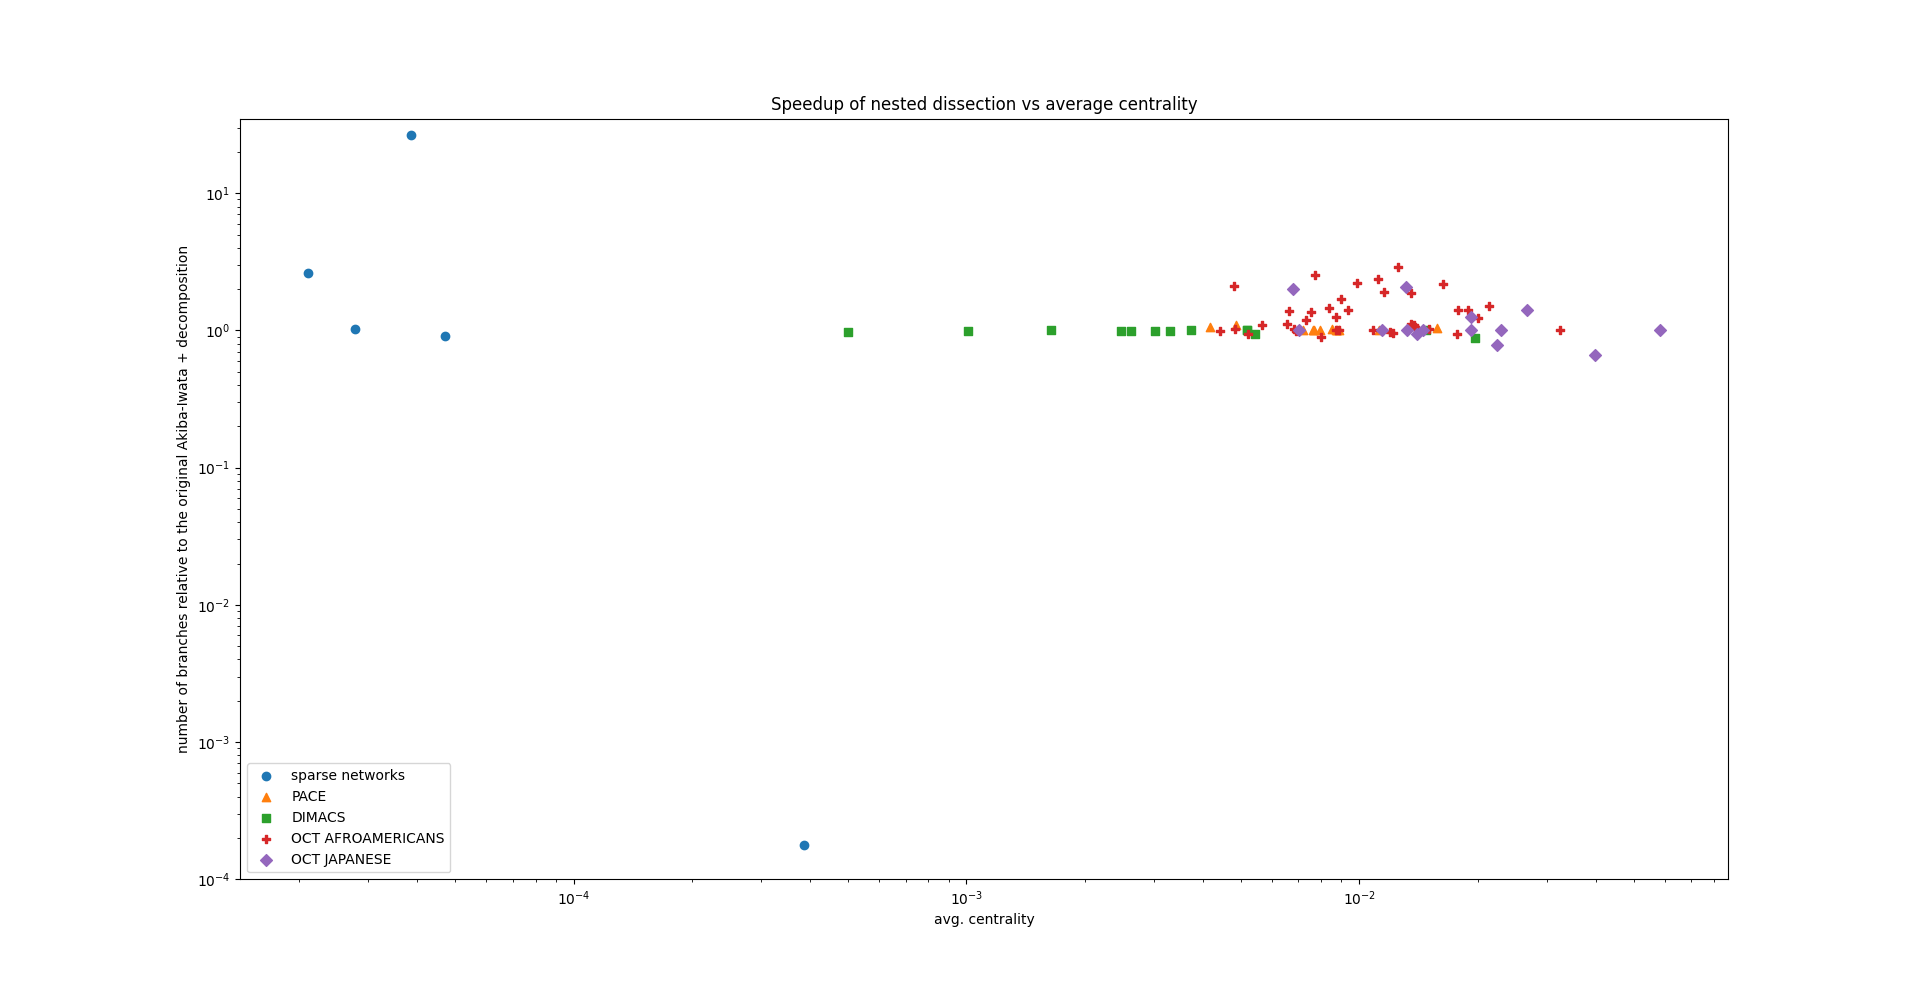 Speedup of nested dissection vs average centrality
number of branches relative to the original Akiba-Iwata + decomposition
10^1
10^0
10^-1
10^-2
10^-3
10^-4
sparse networks
PACE
DIMACS
OCT AFROAMERICANS
OCT JAPANESE
10^-4
10^-3
10^-2
avg. centrality